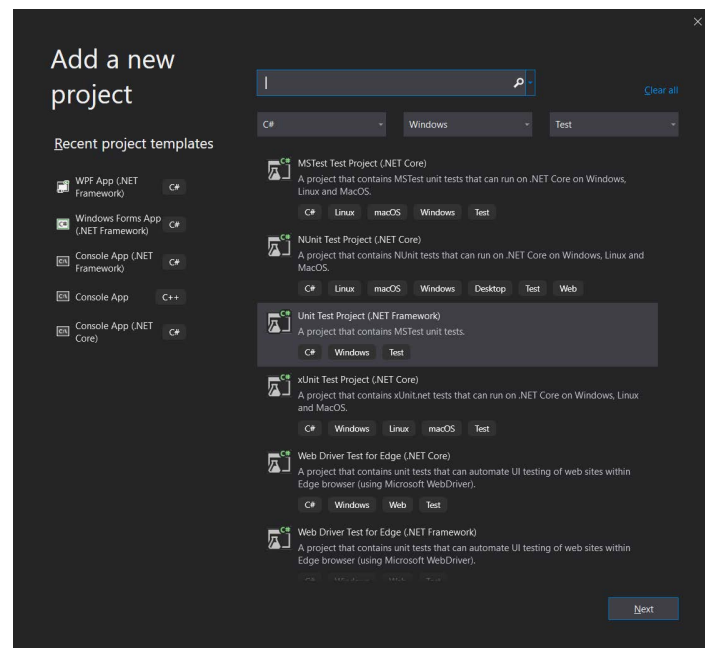 Add a new
project
Clear all
C#
Windows
Test
Recent project templates
WPF App (.NET
Framework)
C#
Windows Forms App
(.NET Framework)
C#
Console App (.NET
Framework)
C#
Console App
C++
Console App (.NET
Core)
C#
MSTest Test Project (.NET Core)
A project that contains MSTest unit tests that can run on .NET Core on Windows,
Linux and MacOS.
C# Linux macOS Windows Test
NUnit Test Project (.NET Core)
A project that contains NUnit tests that can run on .NET Core on Windows, Linux and
MacOS.
C# Linux macOS Windows Desktop Test Web
Unit Test Project (.NET Framework)
A project that contains MSTest unit tests.
C# Windows Test
xUnit Test Project (.NET Core)
A project that contains xUnit.net tests that can run on .NET Core on Windows, Linux
and MacOS.
C# Windows Linux macOS Test
Web Driver Test for Edge (.NET Core)
A project that contains unit tests that can automate UI testing of web sites within
Edge browser (using Microsoft WebDriver).
C# Windows Web Test
Web Driver Test for Edge (.NET Framework)
A project that contains unit tests that can automate UI testing of web sites within
Edge browser (using Microsoft WebDriver).
C# Windows Web Test
Next